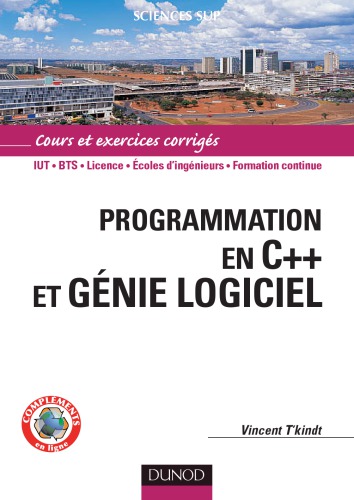 SCIENCES SUP
Cours et exercices corrigés
IUT • BTS • Licence • Écoles d'ingénieurs • Formation continue
PROGRAMMATION
EN C++
ET GÉNIE LOGICIEL
COMPLÉMENTS
en ligne
Vincent T'kindt
DUNOD